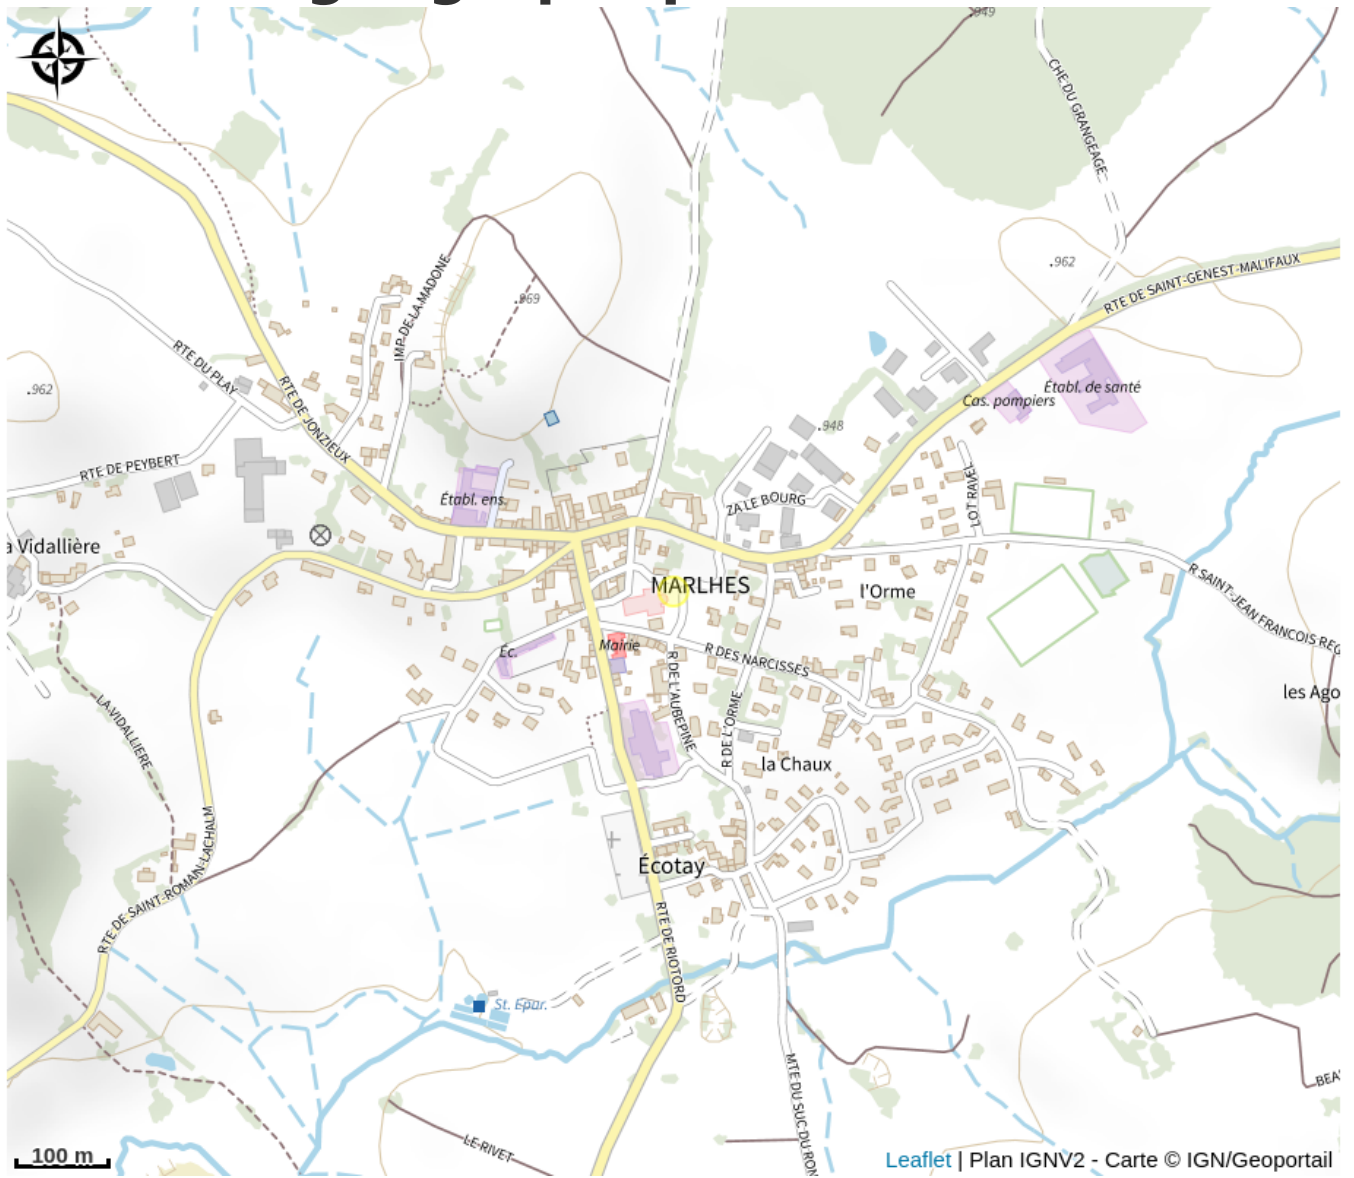 949
CHE DU GRANGEAGE
.962
RTE DE SAINT-GENEST-MALIFAUX
IMP DE LA MADONE
.969
RTE DU PLAY
.962
RTE DE JONZIEUX
Établ. de santé
Cas. pompiers
.948
RTE DE PEYBERT
Établ. ens.
ZA LE BOURG
LOT RAVEL
a Vidallière
MARLHES
l'Orme
R SAINT-JEAN FRANCOIS REG
Mairie
Éc.
R DES NARCISSES
R DE L'AUBEPINE
R DE L'ORME
les Ago
LA VIDALLIERE
la Chaux
RTE DE SAINT-ROMAIN-LACHALM
Écotay
RTE DE RIOTORD
St. Epur.
MTE DU SUC DU RON
BEA
LE RIVET
100 m
Leaflet | Plan IGNV2 - Carte © IGN/Geoportail